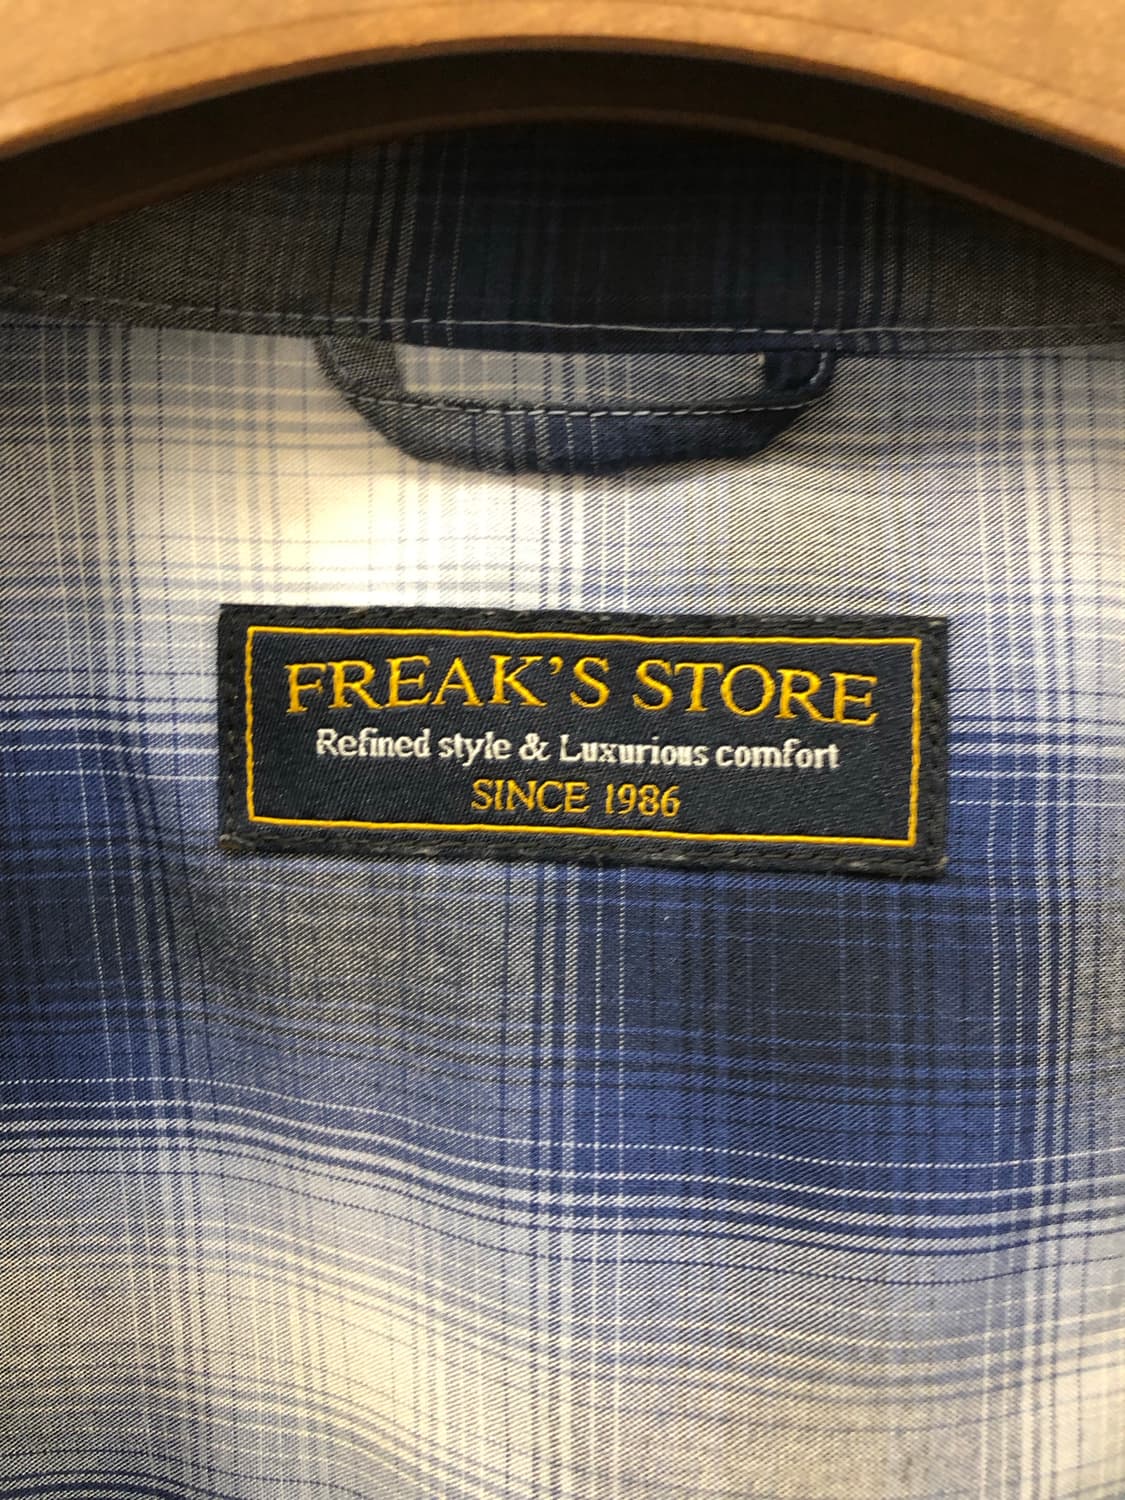 FREAK'S STORE
Refined style & Luxurious comfort
SINCE 1986